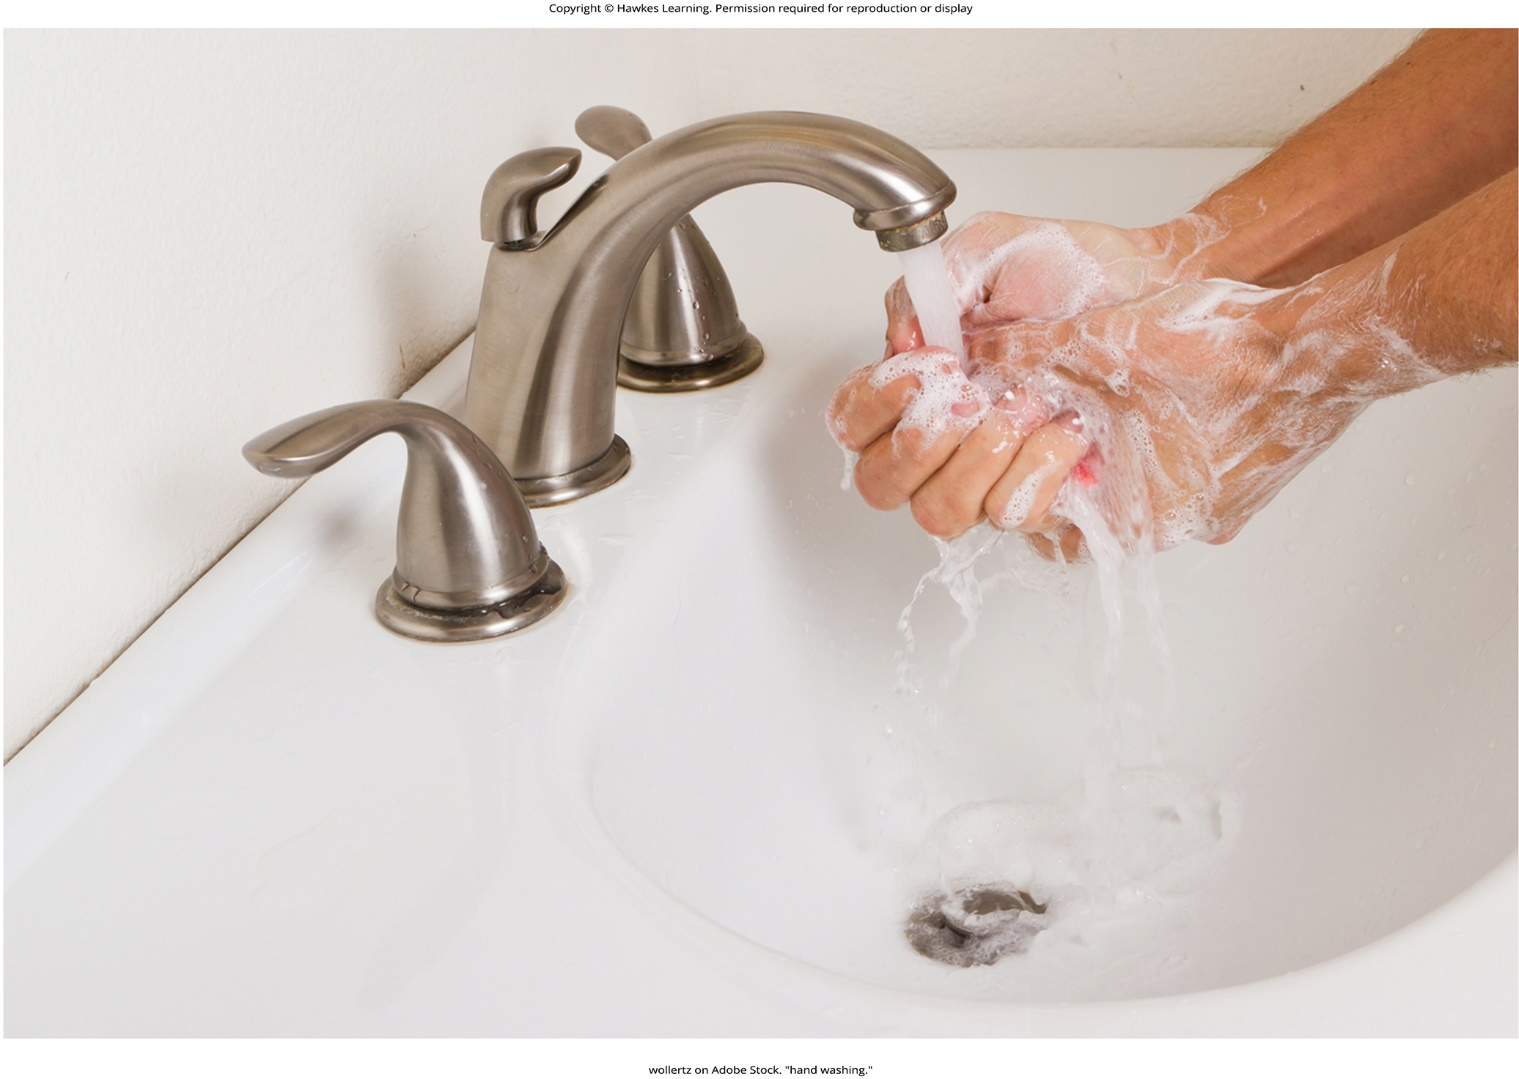 Copyright © Hawkes Learning. Permission required for reproduction or display
wollertz on Adobe Stock. "hand washing."